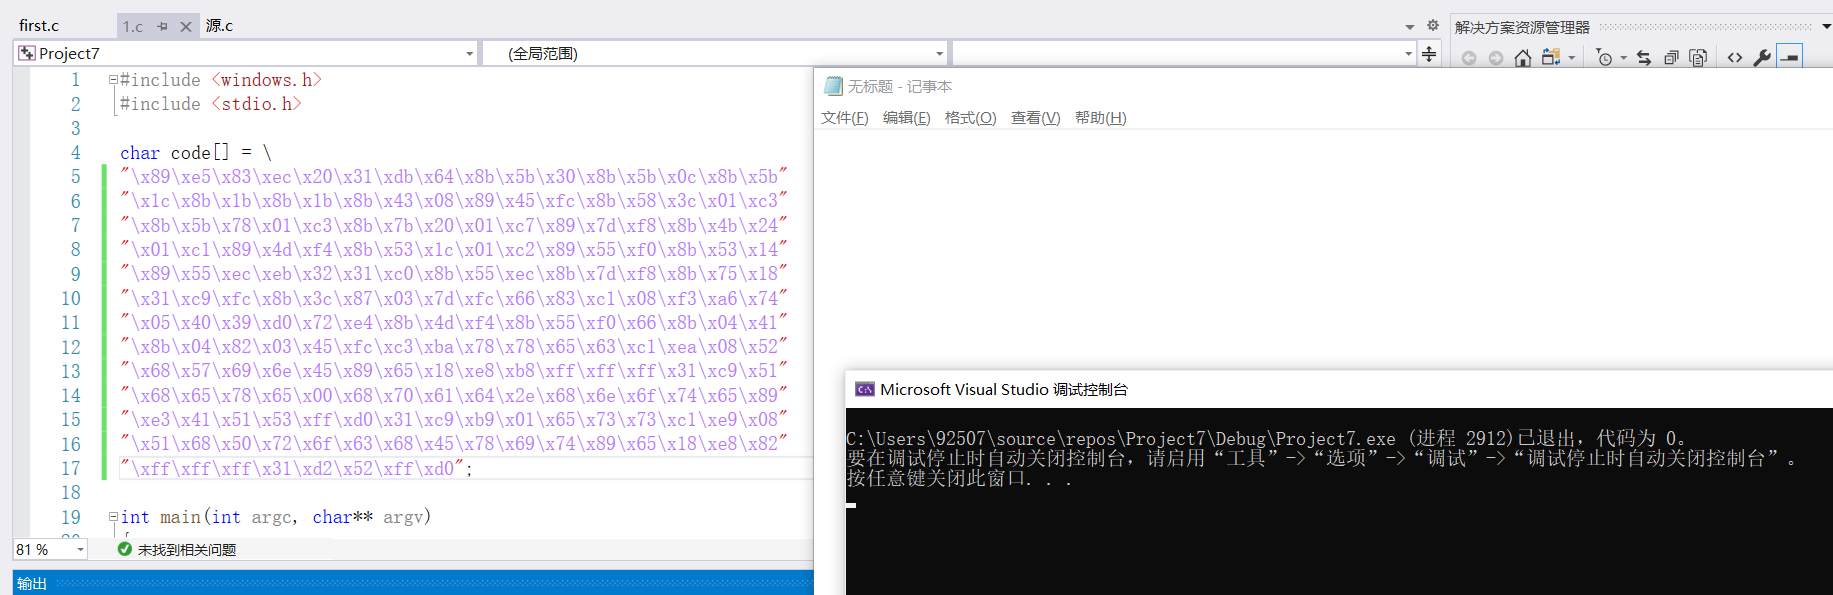 first.c
1.c
源.c
解决方案资源管理器
Project7
(全局范围)
1 #include <windows.h>
2 #include <stdio.h>
3
4 char code[] = \
5 "\x89\xe5\x83\xec\x20\x31\xdb\x64\x8b\x5b\x30\x8b\x5b\x0c\x8b\x5b"
6 "\x1c\x8b\x1b\x8b\x1b\x8b\x43\x08\x89\x45\xfc\x8b\x58\x3c\x01\xc3"
7 "\x8b\x5b\x78\x01\xc3\x8b\x7b\x20\x01\xc7\x89\x7d\xf8\x8b\x4b\x24"
8 "\x01\xc1\x89\x4d\xf4\x8b\x53\x1c\x01\xc2\x89\x55\xf0\x8b\x53\x14"
9 "\x89\x55\xec\xeb\x32\x31\xc0\x8b\x55\xec\x8b\x7d\xf8\x8b\x75\x18"
10 "\x31\xc9\xfc\x8b\x3c\x87\x03\x7d\xfc\x66\x83\xc1\x08\xf3\xa6\x74"
11 "\x05\x40\x39\xd0\x72\xe4\x8b\x4d\xf4\x8b\x55\xf0\x66\x8b\x04\x41"
12 "\x8b\x04\x82\x03\x45\xfc\xc3\xba\x78\x78\x65\x63\xc1\xea\x08\x52"
13 "\x68\x57\x69\x6e\x45\x89\x65\x18\xe8\xb8\xff\xff\xff\x31\xc9\x51"
14 "\x68\x65\x78\x65\x00\x68\x70\x61\x64\x2e\x68\x6e\x6f\x74\x65\x89"
15 "\xe3\x41\x51\x53\xff\xd0\x31\xc9\xb9\x01\x65\x73\x73\xc1\xe9\x08"
16 "\x51\x68\x50\x72\x6f\x63\x68\x45\x78\x69\x74\x89\x65\x18\xe8\x82"
17 "\xff\xff\xff\x31\xd2\x52\xff\xd0";
18
19 int main(int argc, char** argv)
81 %
未找到相关问题
输出
无标题 - 记事本
文件(F) 编辑(E) 格式(O) 查看(V) 帮助(H)
Microsoft Visual Studio 调试控制台
C:\Users\92507\source\repos\Project7\Debug\Project7.exe (进程 2912)已退出，代码为 0。
要在调试停止时自动关闭控制台，请启用“工具”->“选项”->“调试”->“调试停止时自动关闭控制台”。
按任意键关闭此窗口. . .